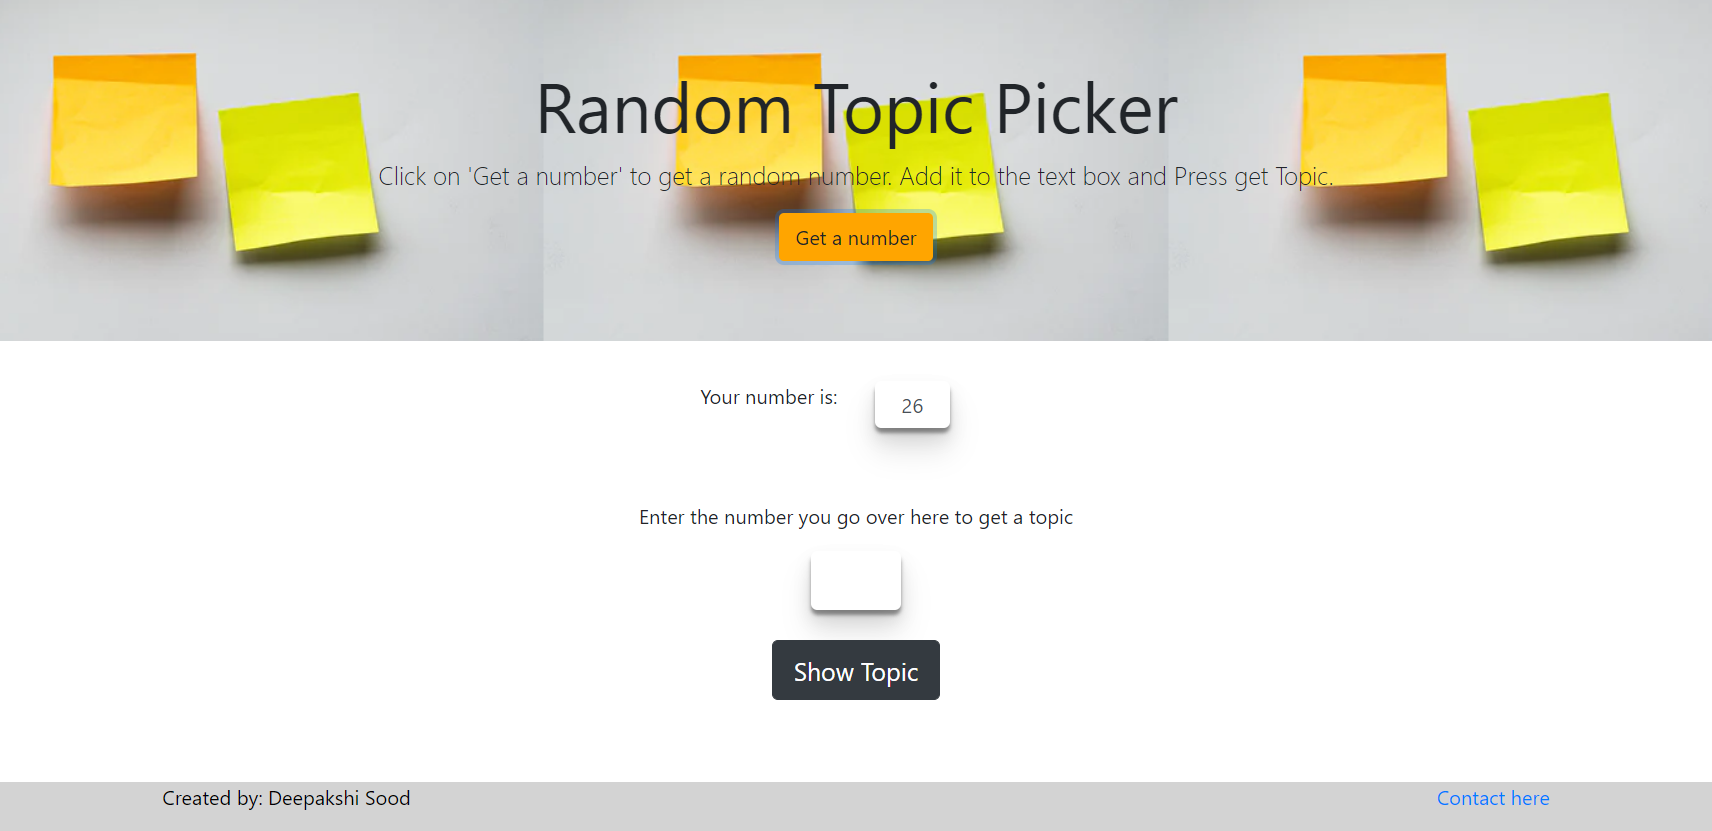 Random Topic Picker
Click on 'Get a number' to get a random number. Add it to the text box and Press get Topic.
Get a number
Your number is:
26
Enter the number you go over here to get a topic
Show Topic
Created by: Deepakshi Sood
Contact here